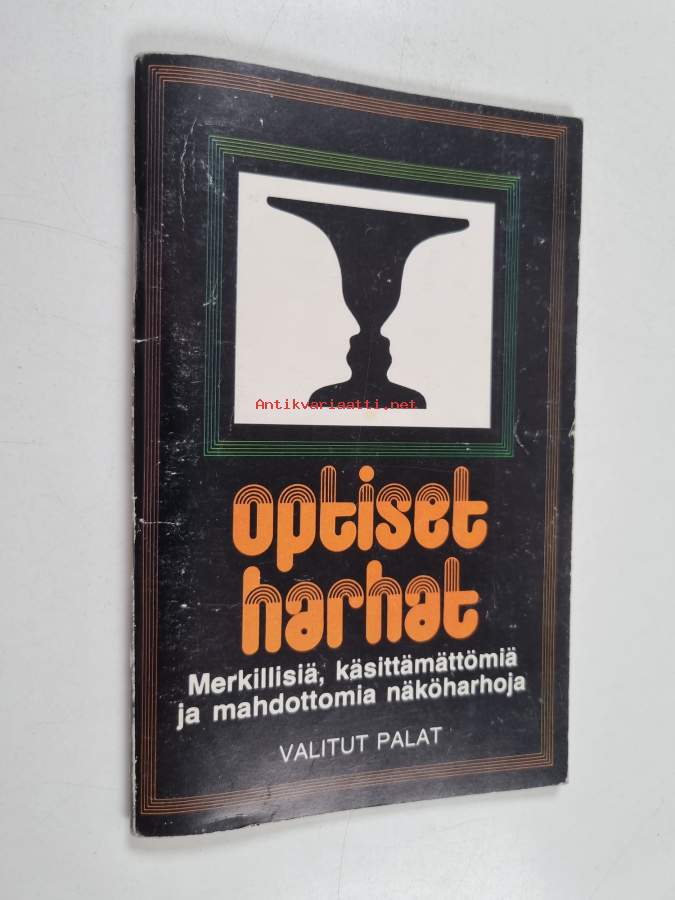 Antikvariaatti.net
optiset
harhat
Merkillisiä, käsittämättömiä
ja mahdottomia näköharhoja
VALITUT PALAT